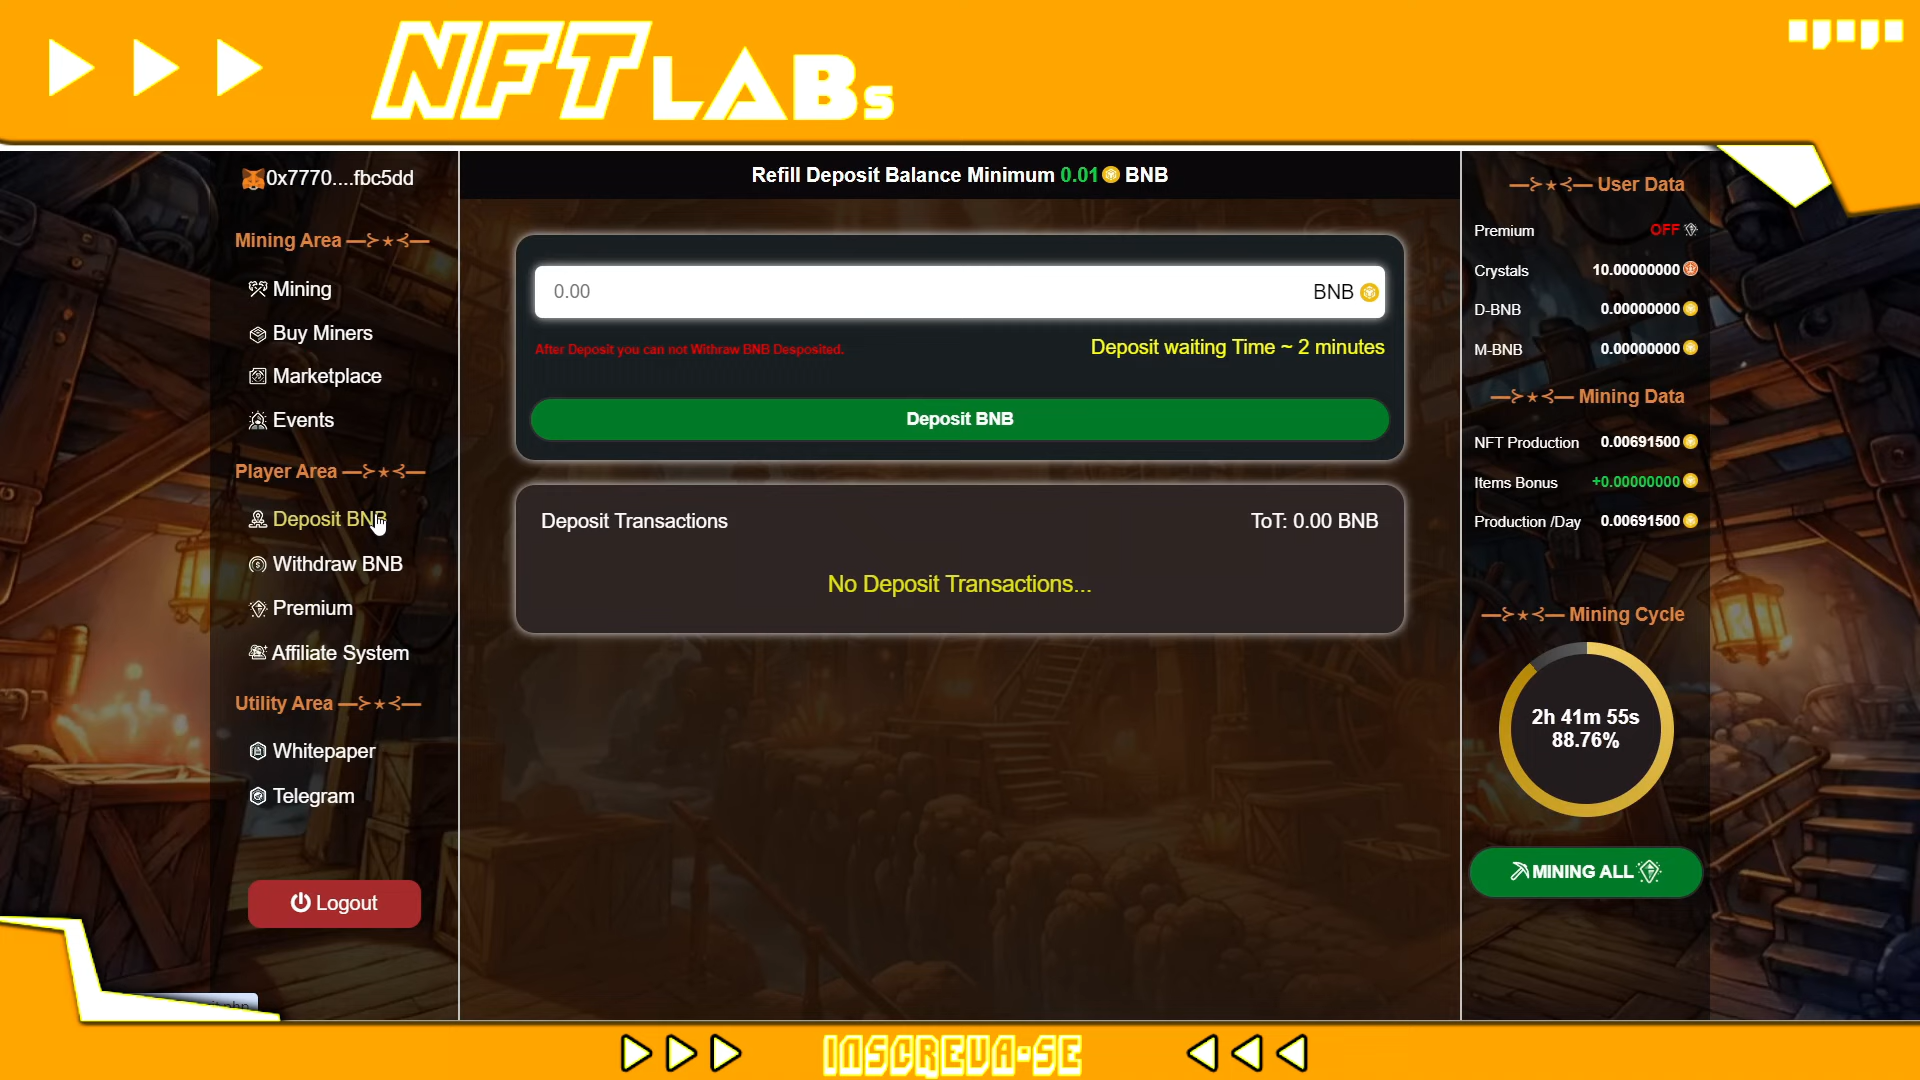 NFT LABs
0x7770....fbc5dd
Mining Area
Mining
Buy Miners
Marketplace
Events
Player Area
Deposit BNB
Withdraw BNB
Premium
Affiliate System
Utility Area
Whitepaper
Telegram
Logout
Refill Deposit Balance Minimum 0.01 BNB
0.00 BNB
After Deposit you can not Withraw BNB Desposited.
Deposit waiting Time ~ 2 minutes
Deposit BNB
Deposit Transactions ToT: 0.00 BNB
No Deposit Transactions...
User Data
Premium OFF
Crystals 10.00000000
D-BNB 0.00000000
M-BNB 0.00000000
Mining Data
NFT Production 0.00691500
Items Bonus +0.00000000
Production /Day 0.00691500
Mining Cycle
2h 41m 55s
88.76%
MINING ALL
INSCREVA-SE